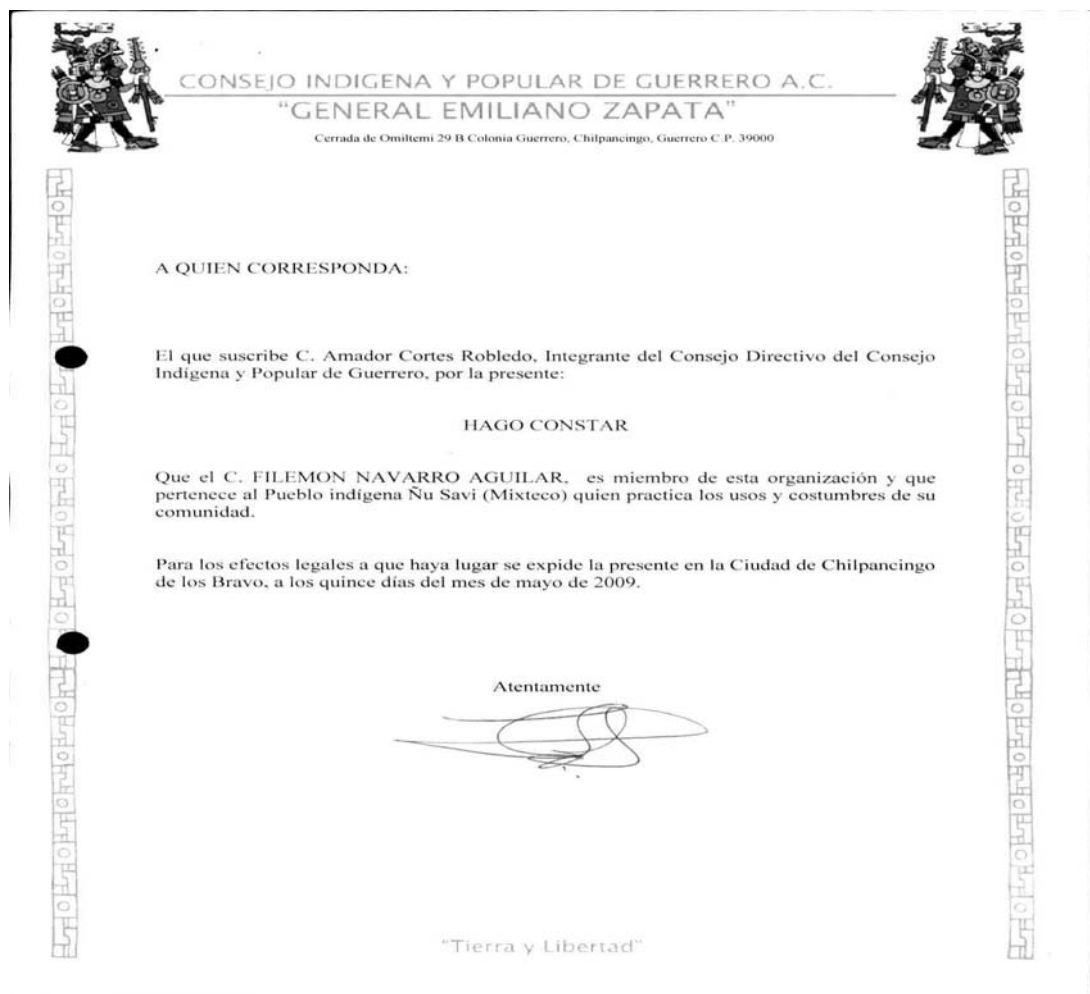 CONSEJO INDIGENA Y POPULAR DE GUERRERO A.C.
"GENERAL EMILIANO ZAPATA"
Cerrada de Omiltemi 29 B Colonia Guerrero, Chilpancingo, Guerrero C.P. 39000
A QUIEN CORRESPONDA:
El que suscribe C. Amador Cortes Robledo, Integrante del Consejo Directivo del Consejo
Indígena y Popular de Guerrero, por la presente:
HAGO CONSTAR
Que el C. FILEMON NAVARRO AGUILAR, es miembro de esta organización y que
pertenece al Pueblo indígena Ñu Savi (Mixteco) quien practica los usos y costumbres de su
comunidad.
Para los efectos legales a que haya lugar se expide la presente en la Ciudad de Chilpancingo
de los Bravo, a los quince días del mes de mayo de 2009.
Atentamente
"Tierra y Libertad"